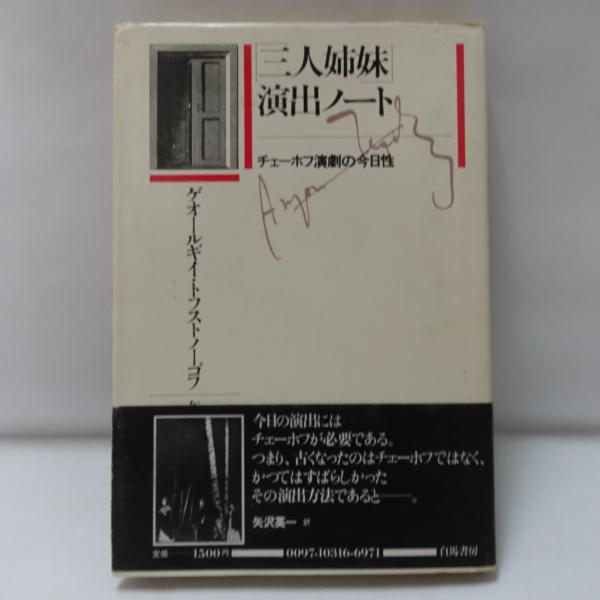 「三人姉妹」
演出ノート
チェーホフ演劇の今日性
ゲオールギイ・トフストノーゴフ
今日の演出には
チェーホフが必要である。
つまり、古くなったのはチェーホフではなく、
かつてはすばらしかった
その演出方法であると——。
矢沢英一 訳
定価——1500円 0097-10316-6971 白馬書房